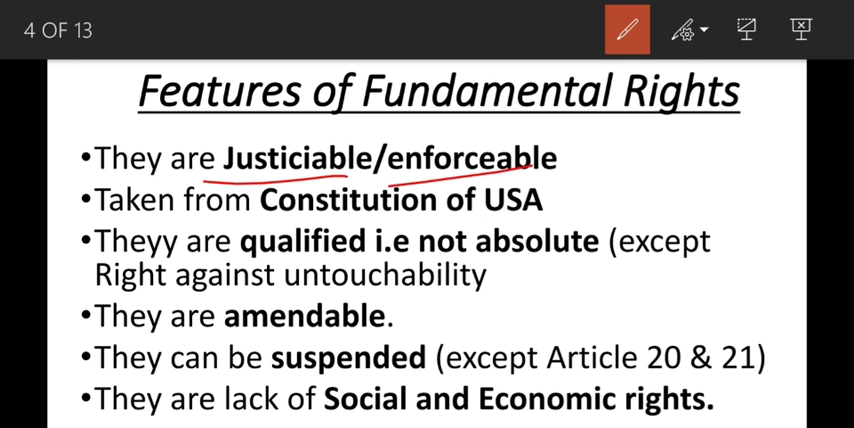 4 OF 13
Features of Fundamental Rights
•They are Justiciable/enforceable
•Taken from Constitution of USA
•Theyy are qualified i.e not absolute (except
Right against untouchability
•They are amendable.
•They can be suspended (except Article 20 & 21)
•They are lack of Social and Economic rights.